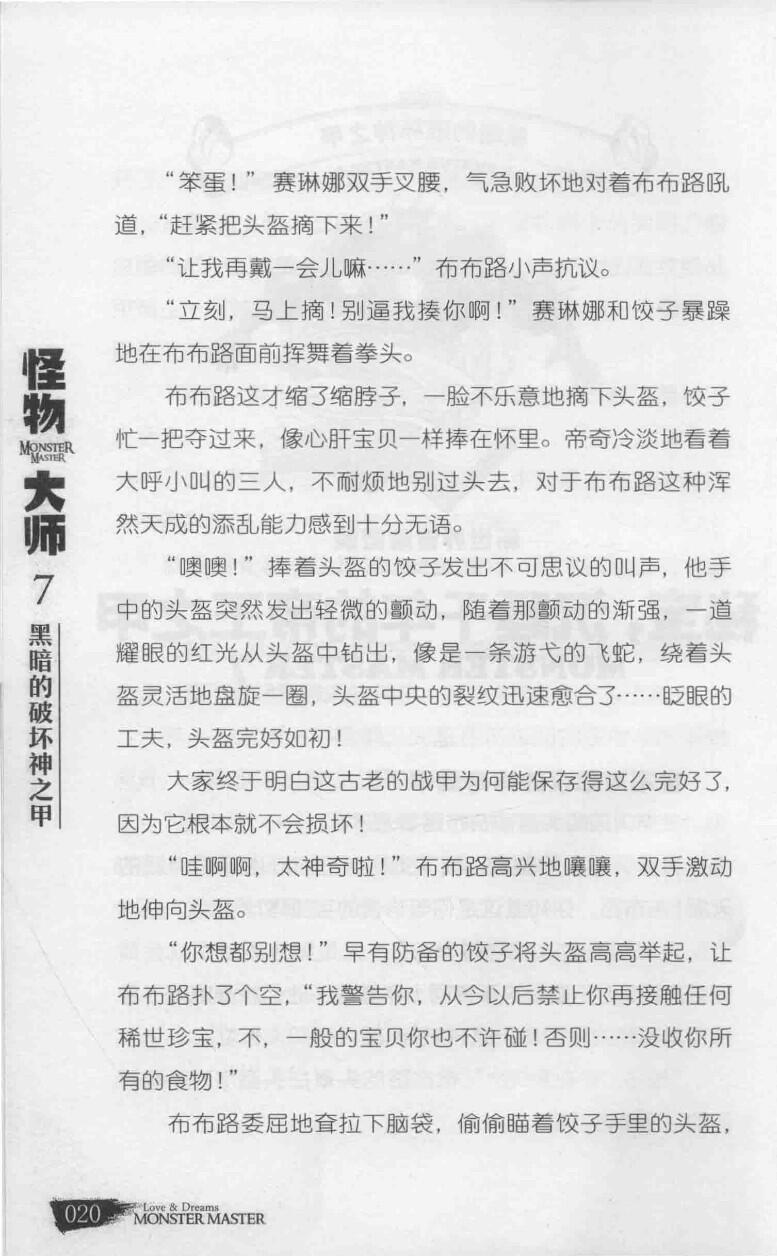 “笨蛋！”赛琳娜双手叉腰，气急败坏地对着布布路吼
道，“赶紧把头盔摘下来！”
“让我再戴一会儿嘛……”布布路小声抗议。
“立刻，马上摘！别逼我揍你啊！”赛琳娜和饺子暴躁
地在布布路面前挥舞着拳头。
布布路这才缩了缩脖子，一脸不乐意地摘下头盔，饺子
忙一把夺过来，像心肝宝贝一样捧在怀里。帝奇冷淡地看着
大呼小叫的三人，不耐烦地别过头去，对于布布路这种浑
然天成的添乱能力感到十分无语。
“噢噢！”捧着头盔的饺子发出不可思议的叫声，他手
中的头盔突然发出轻微的颤动，随着那颤动的渐强，一道
耀眼的红光从头盔中钻出，像是一条游弋的飞蛇，绕着头
盔灵活地盘旋一圈，头盔中央的裂纹迅速愈合了……眨眼的
工夫，头盔完好如初！
大家终于明白这古老的战甲为何能保存得这么完好了，
因为它根本就不会损坏！
“哇啊啊，太神奇啦！”布布路高兴地嚷嚷，双手激动
地伸向头盔。
“你想都别想！”早有防备的饺子将头盔高高举起，让
布布路扑了个空，“我警告你，从今以后禁止你再接触任何
稀世珍宝，不，一般的宝贝你也不许碰！否则……没收你所
有的食物！”
布布路委屈地耷拉下脑袋，偷偷瞄着饺子手里的头盔，
怪物
MONSTER
MASTER
大师
7
黑暗的破坏神之甲
020
Love & Dreams
MONSTER MASTER